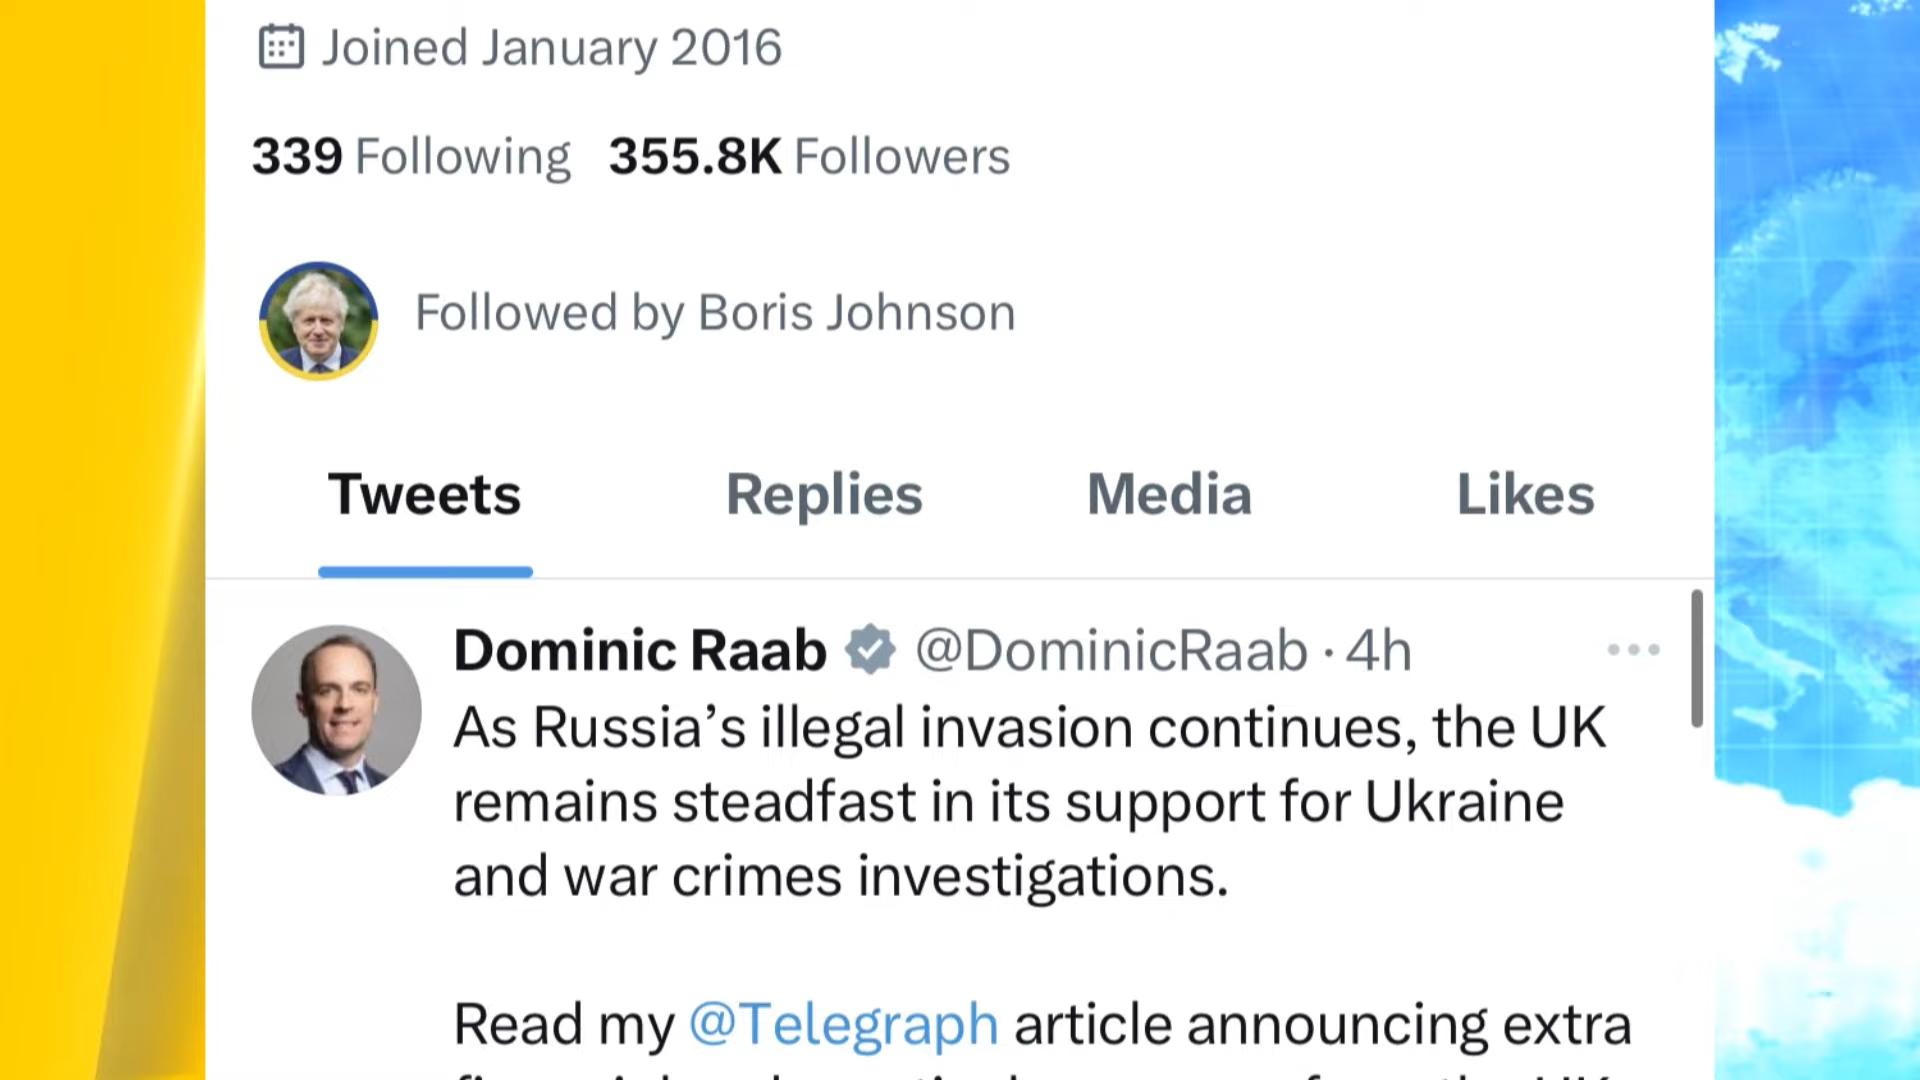 Joined January 2016
339 Following 355.8K Followers
Followed by Boris Johnson
Tweets Replies Media Likes
Dominic Raab @DominicRaab · 4h
As Russia’s illegal invasion continues, the UK
remains steadfast in its support for Ukraine
and war crimes investigations.
Read my @Telegraph article announcing extra